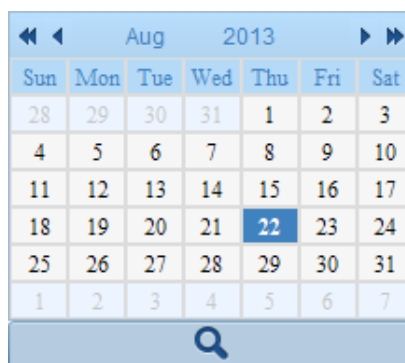 Aug 2013
Sun Mon Tue Wed Thu Fri Sat
28 29 30 31 1 2 3
4 5 6 7 8 9 10
11 12 13 14 15 16 17
18 19 20 21 22 23 24
25 26 27 28 29 30 31
1 2 3 4 5 6 7